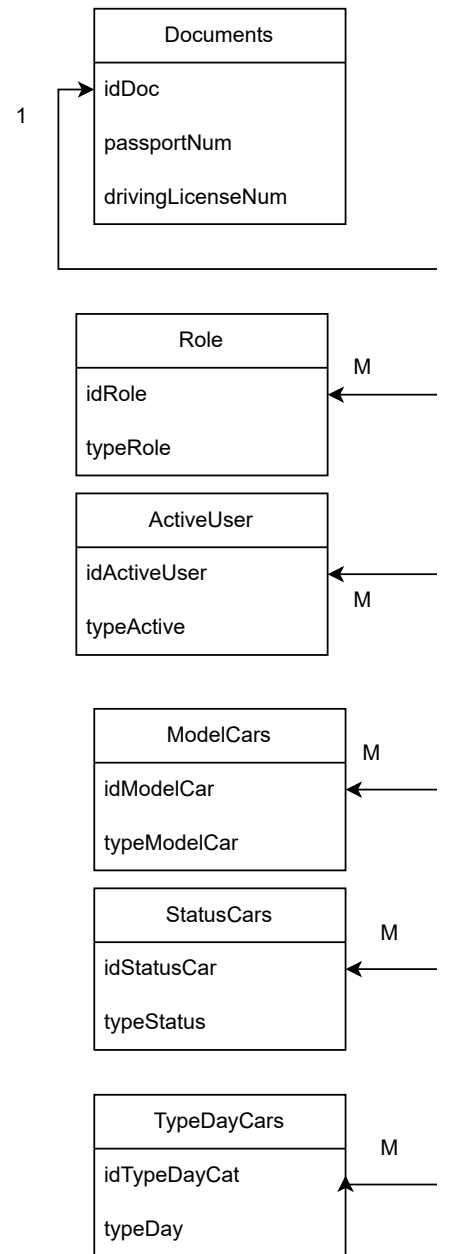 Documents
1
idDoc
passportNum
drivingLicenseNum
Role
M
idRole
typeRole
ActiveUser
idActiveUser
M
typeActive
ModelCars
M
idModelCar
typeModelCar
StatusCars
M
idStatusCar
typeStatus
TypeDayCars
M
idTypeDayCat
typeDay